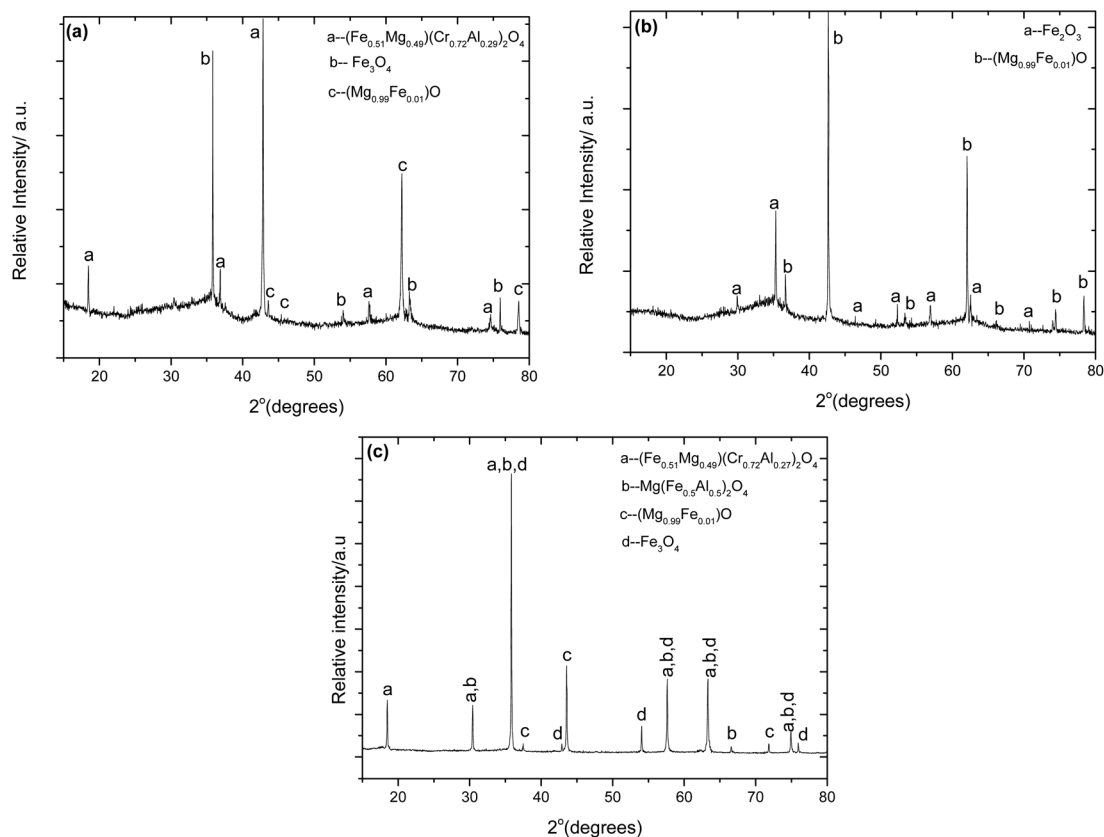 (a)
a--(Fe0.51Mg0.49)(Cr0.72Al0.29)2O4
b-- Fe3O4
c--(Mg0.99Fe0.01)O
a b a b c
a c c b a b a b c
Relative Intensity/ a.u.
20 30 40 50 60 70 80
2°(degrees)
(b)
a--Fe2O3
b--(Mg0.99Fe0.01)O
b a b
a b a a b a a b a b b
Relative Intensity/ a.u.
20 30 40 50 60 70 80
2°(degrees)
(c)
a--(Fe0.51Mg0.49)(Cr0.72Al0.27)2O4
b--Mg(Fe0.5Al0.5)2O4
c--(Mg0.99Fe0.01)O
d--Fe3O4
a,b,d
a a,b c d c d a,b,d a,b,d b c a,b,d d
Relative intensity/a.u
20 30 40 50 60 70 80
2°(degrees)